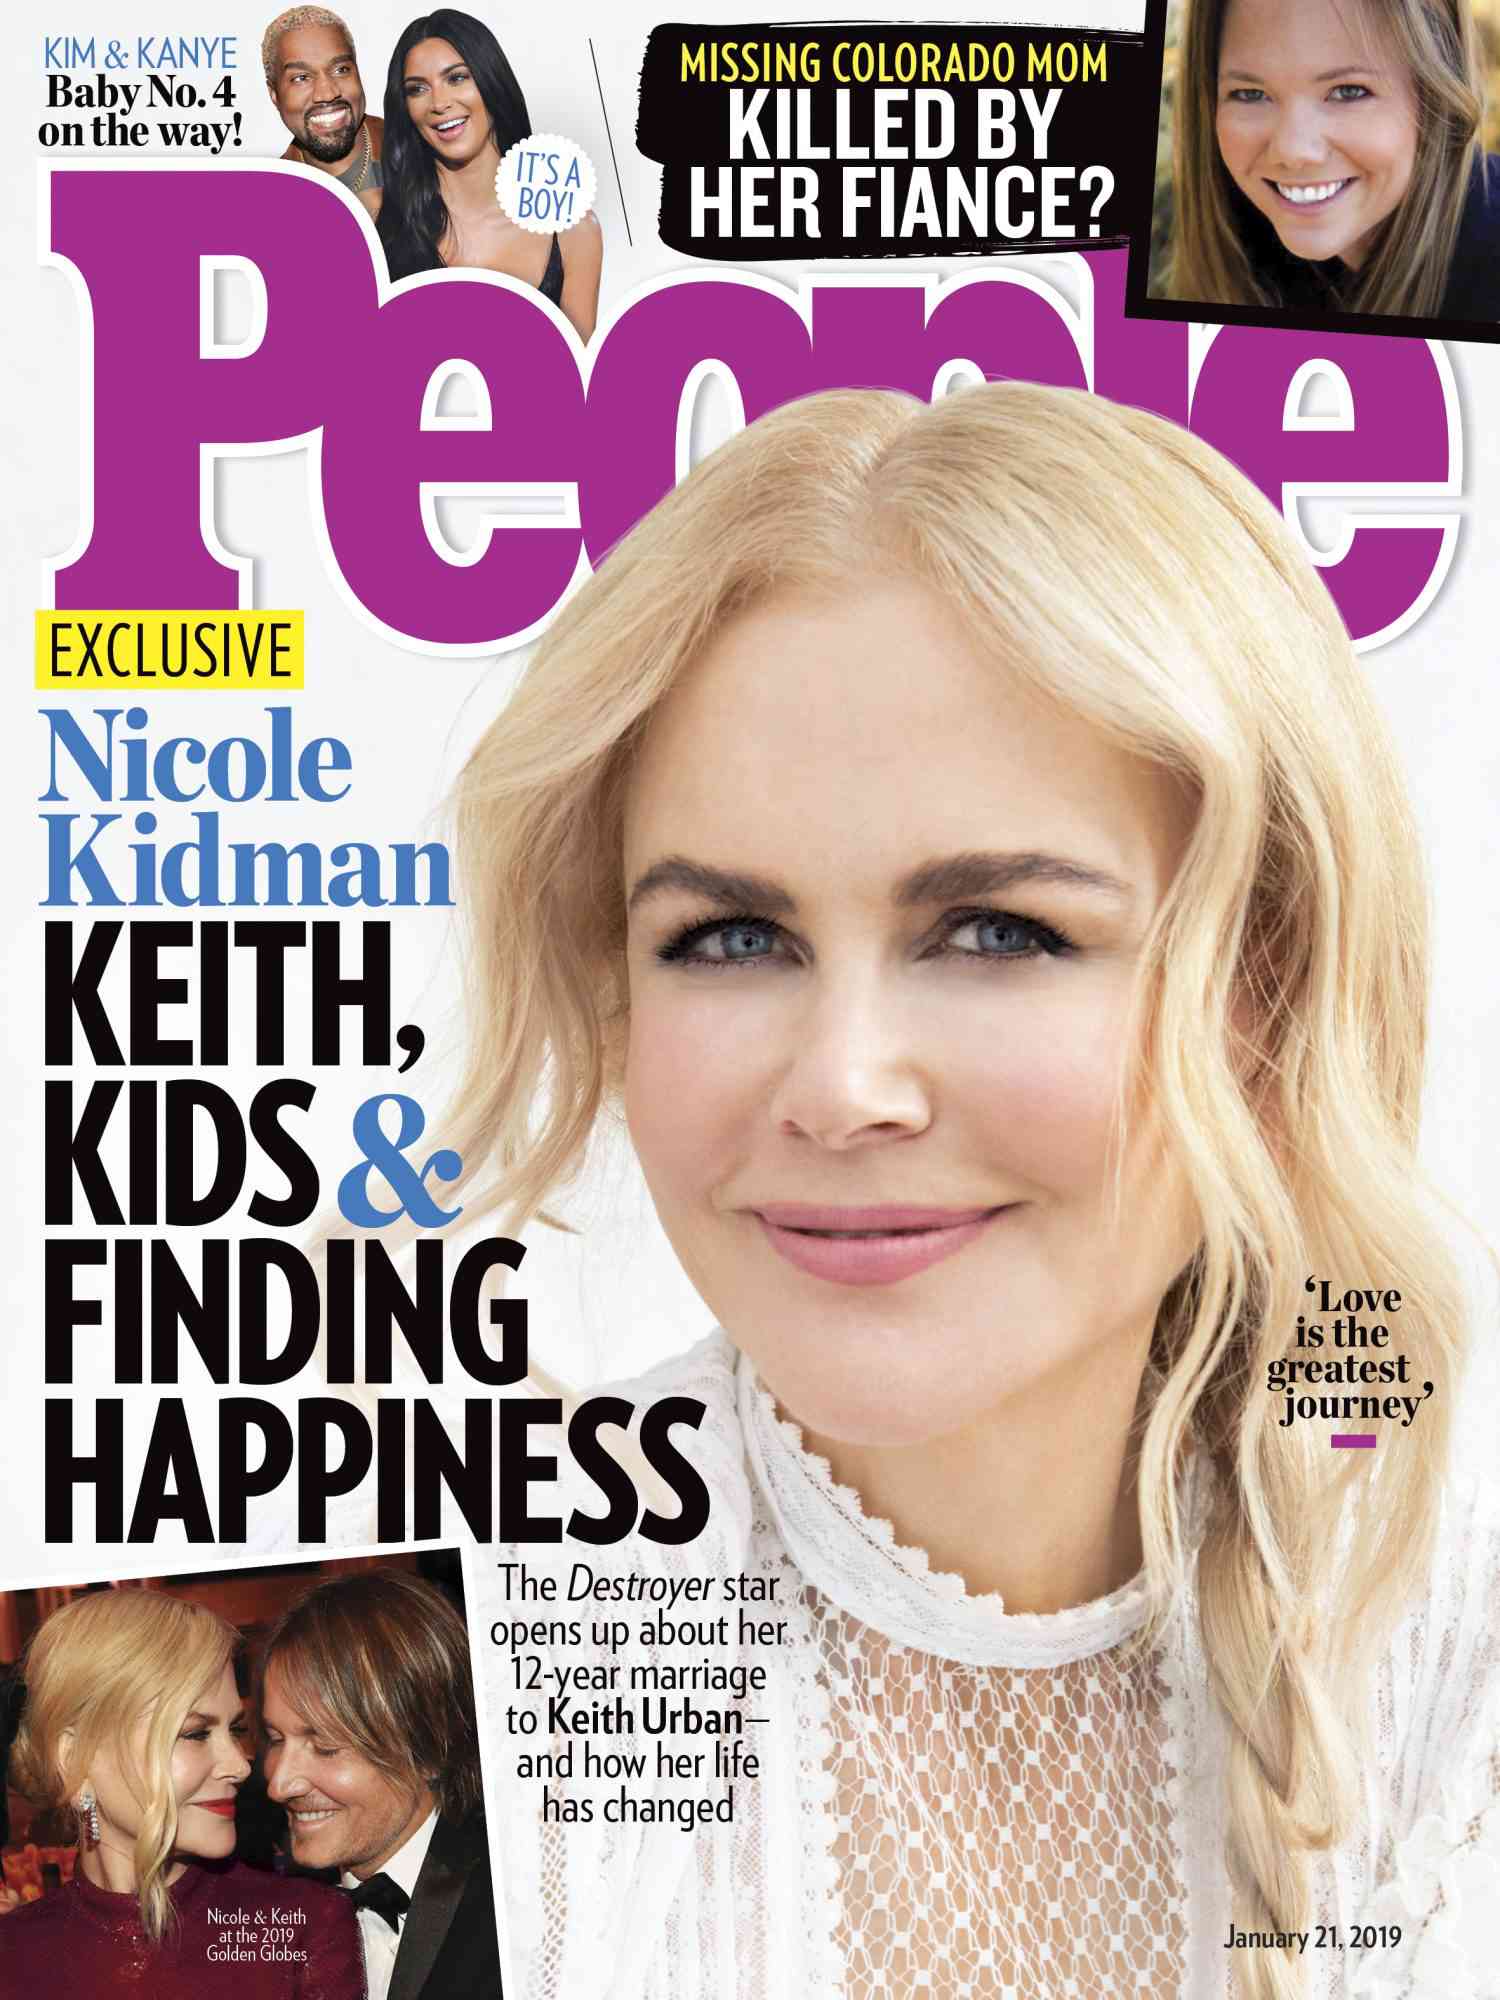 KIM & KANYE
Baby No. 4
on the way!
IT'S A
BOY!
MISSING COLORADO MOM
KILLED BY
HER FIANCE?
People
EXCLUSIVE
Nicole
Kidman
KEITH,
KIDS &
FINDING
HAPPINESS
The Destroyer star
opens up about her
12-year marriage
to Keith Urban—
and how her life
has changed
‘Love
is the
greatest
journey’
Nicole & Keith
at the 2019
Golden Globes
January 21, 2019